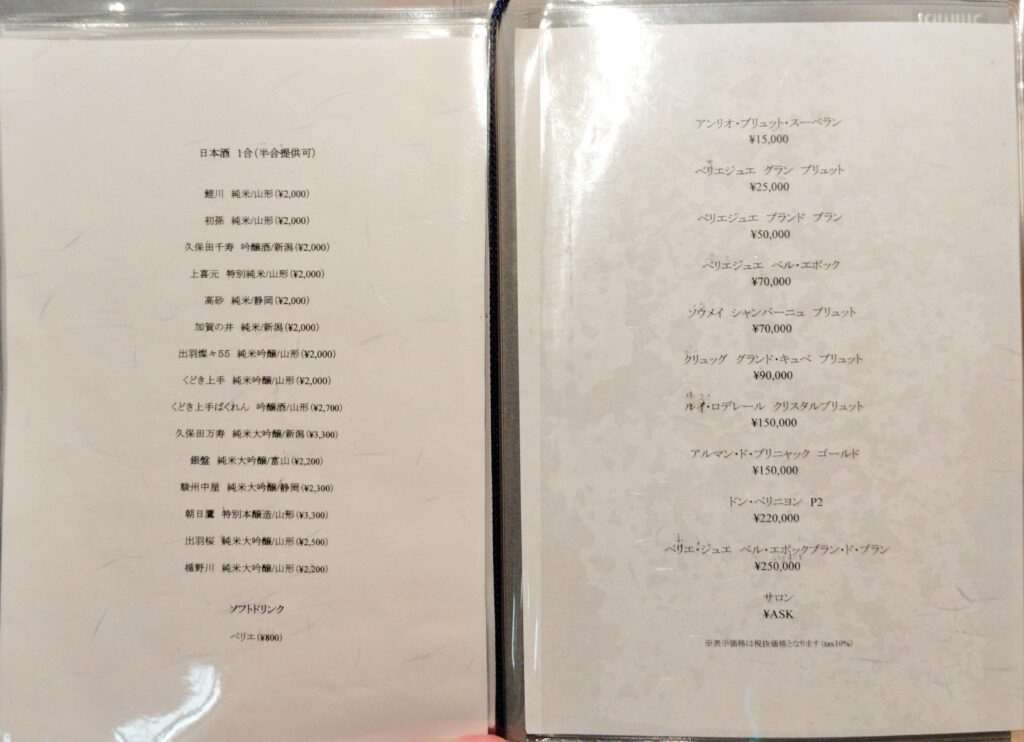 日本酒　1合(半合提供可)
鯉川　純米/山形(¥2,000)
初孫　純米/山形(¥2,000)
久保田千寿　吟醸酒/新潟(¥2,000)
上喜元　特別純米/山形(¥2,000)
高砂　純米/静岡(¥2,000)
加賀の井　純米/新潟(¥2,000)
出羽燦々55　純米吟醸/山形(¥2,000)
くどき上手　純米吟醸/山形(¥2,000)
くどき上手ばくれん　吟醸酒/山形(¥2,700)
久保田万寿　純米大吟醸/新潟(¥3,300)
銀盤　純米大吟醸/富山(¥2,200)
駿州中屋　純米大吟醸/静岡(¥2,300)
朝日鷹　特別本醸造/山形(¥3,300)
出羽桜　純米大吟醸/山形(¥2,500)
楯野川　純米大吟醸/山形(¥2,200)
ソフトドリンク
ペリエ(¥800)
アンリオ・ブリュット・スーベラン
¥15,000
ペリエジュエ　グラン　ブリュット
¥25,000
ペリエジュエ　ブランド　ブラン
¥50,000
ペリエジュエ　ベル・エポック
¥70,000
ソウメイ　シャンパーニュ　ブリュット
¥70,000
クリュッグ　グランド・キュベ　ブリュット
¥90,000
ルイ・ロデレール　クリスタルブリュット
¥150,000
アルマン・ド・ブリニャック　ゴールド
¥150,000
ドン・ペリニヨン　P2
¥220,000
ペリエ・ジュエ　ベル・エポックブラン・ド・ブラン
¥250,000
サロン
¥ASK
※表示価格は税抜価格となります(tax10%)